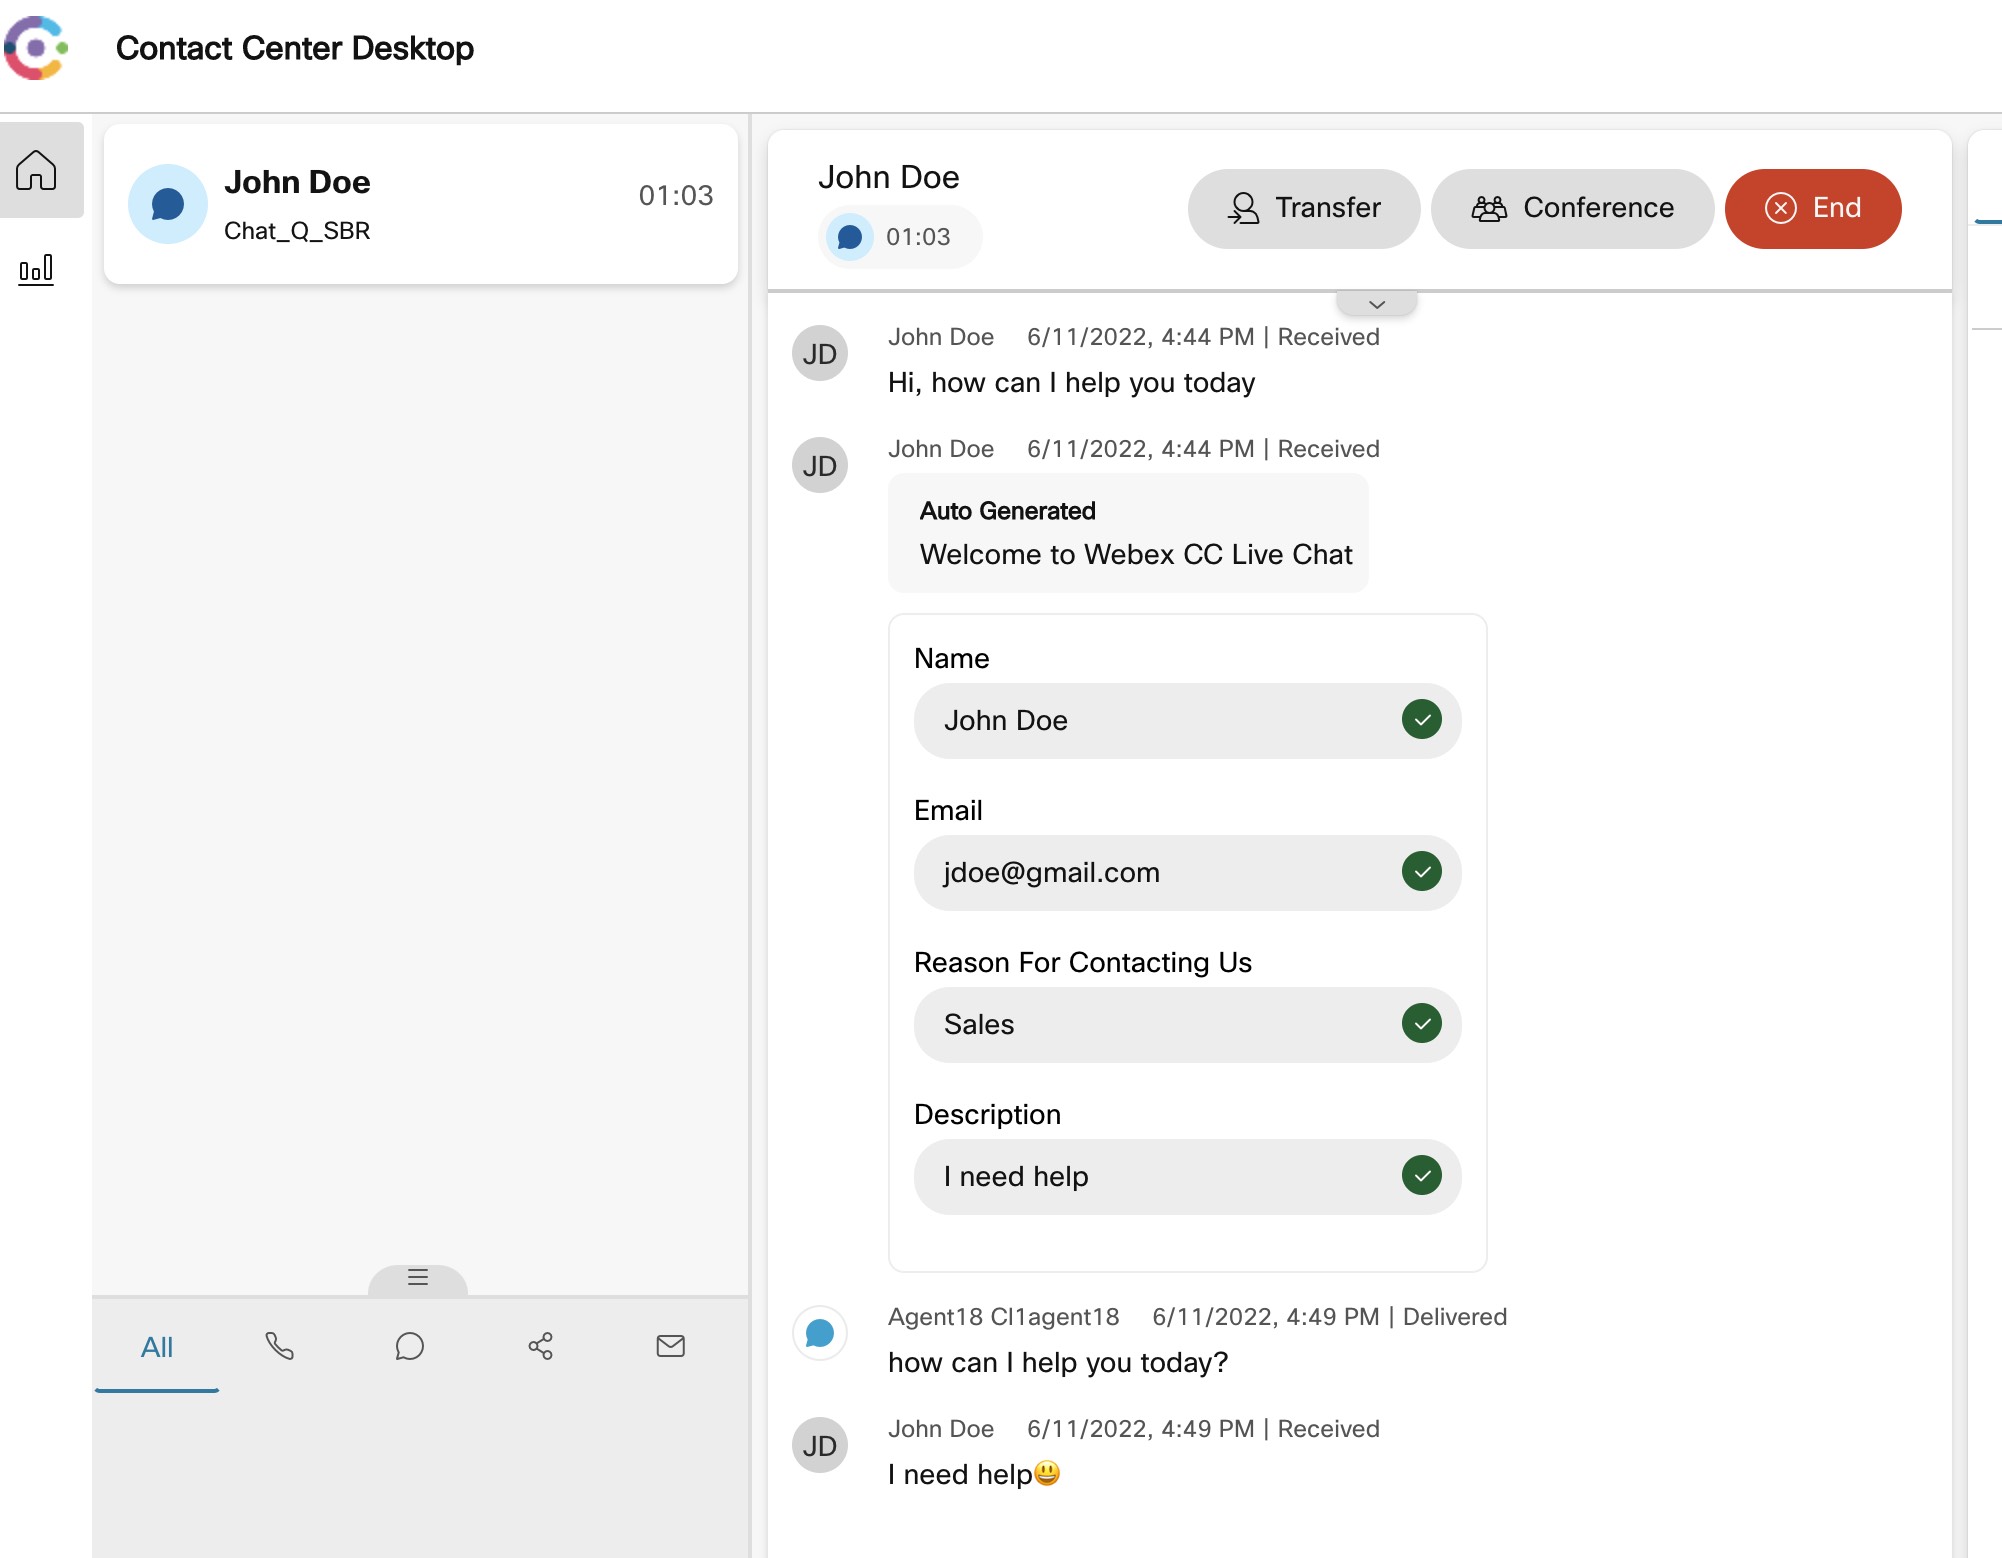 Contact Center Desktop
John Doe
Chat_Q_SBR
01:03
All
John Doe
01:03
Transfer
Conference
End
JD
John Doe 6/11/2022, 4:44 PM | Received
Hi, how can I help you today
JD
John Doe 6/11/2022, 4:44 PM | Received
Auto Generated
Welcome to Webex CC Live Chat
Name
John Doe
Email
jdoe@gmail.com
Reason For Contacting Us
Sales
Description
I need help
Agent18 CI1agent18 6/11/2022, 4:49 PM | Delivered
how can I help you today?
JD
John Doe 6/11/2022, 4:49 PM | Received
I need help😃